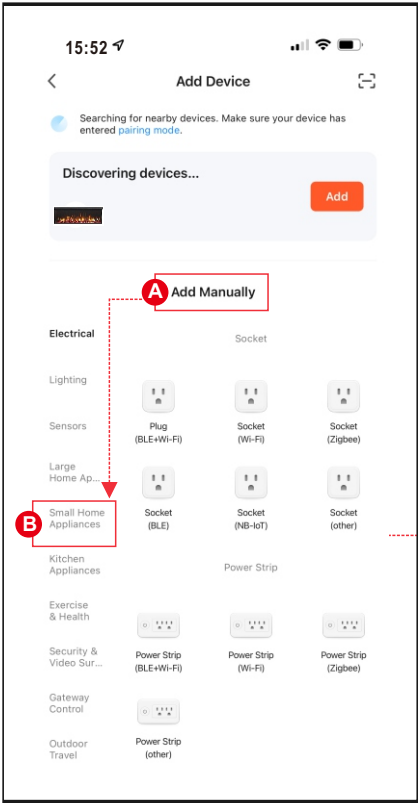 15:52
Add Device
Searching for nearby devices. Make sure your device has
entered pairing mode.
Discovering devices...
Add
A Add Manually
Electrical
Lighting
Sensors
Large
Home Ap...
B Small Home
Appliances
Kitchen
Appliances
Exercise
& Health
Security &
Video Sur...
Gateway
Control
Outdoor
Travel
Socket
Plug
(BLE+Wi-Fi)
Socket
(Wi-Fi)
Socket
(Zigbee)
Socket
(BLE)
Socket
(NB-IoT)
Socket
(other)
Power Strip
Power Strip
(BLE+Wi-Fi)
Power Strip
(Wi-Fi)
Power Strip
(Zigbee)
Power Strip
(other)